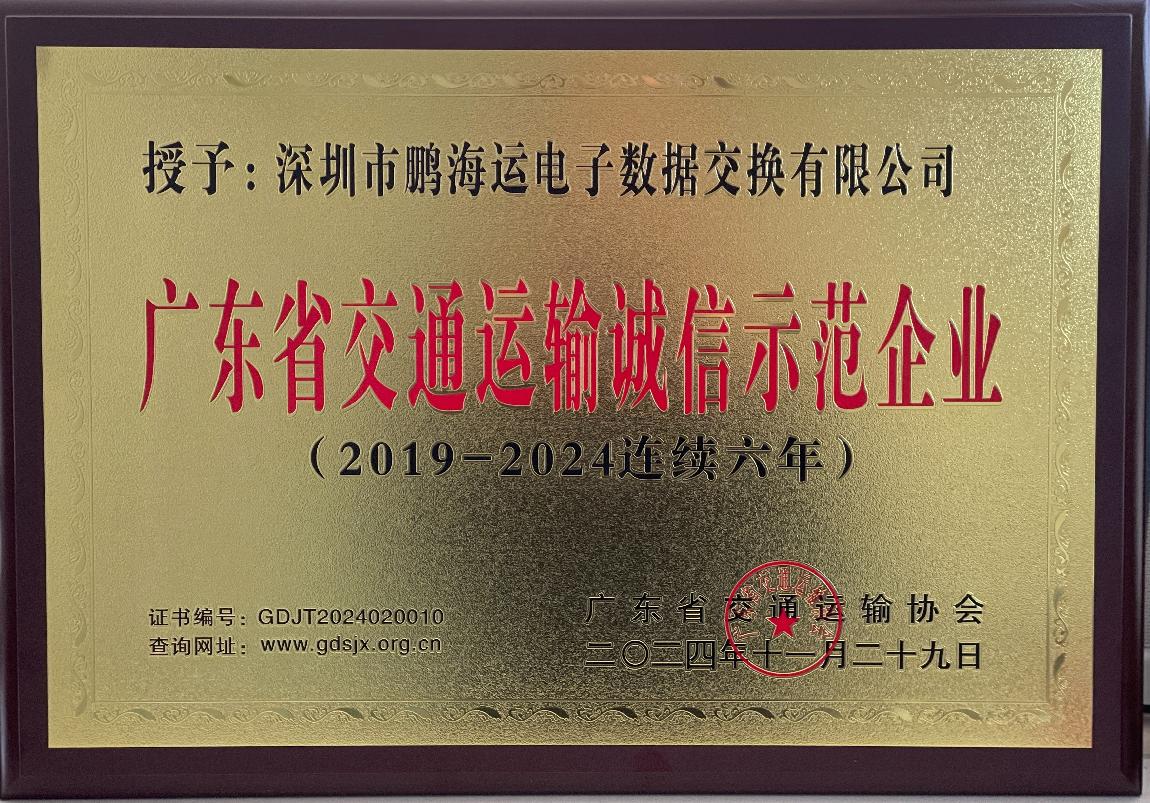 授予：深圳市鹏海运电子数据交换有限公司
广东省交通运输诚信示范企业
（2019-2024连续六年）
证书编号：GDJT2024020010
查询网址：www.gdsjx.org.cn
广东省交通运输协会
二〇二四年十一月二十九日